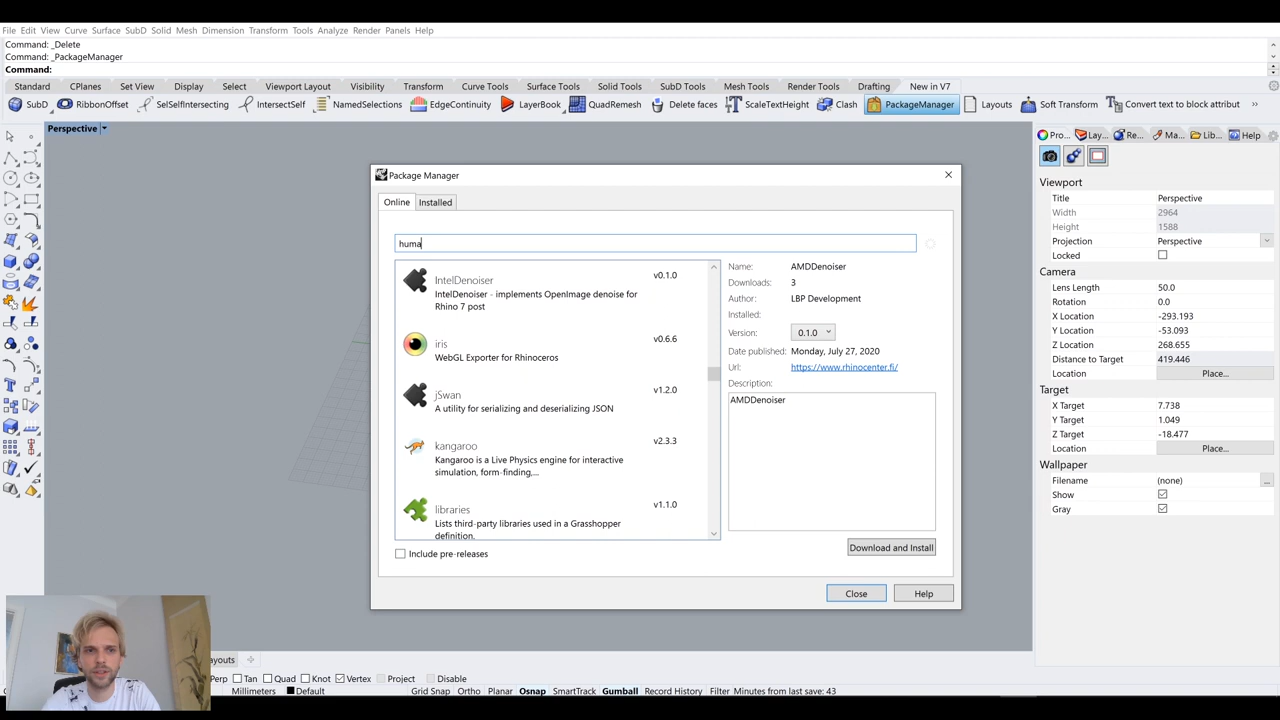 File Edit View Curve Surface SubD Solid Mesh Dimension Transform Tools Analyze Render Panels Help
Command: _Delete
Command: _PackageManager
Command:
Standard CPlanes Set View Display Select Viewport Layout Visibility Transform Curve Tools Surface Tools Solid Tools SubD Tools Mesh Tools Render Tools Drafting New in V7
SubD RibbonOffset SelSelfIntersecting IntersectSelf NamedSelections EdgeContinuity LayerBook QuadRemesh Delete faces ScaleTextHeight Clash PackageManager Layouts Soft Transform Convert text to block attribut
Perspective
Pro... Lay... Re... Ma... Lib... Help
Package Manager
Online Installed
huma
IntelDenoiser v0.1.0
IntelDenoiser - implements OpenImage denoise for
Rhino 7 post
iris v0.6.6
WebGL Exporter for Rhinoceros
jSwan v1.2.0
A utility for serializing and deserializing JSON
kangaroo v2.3.3
Kangaroo is a Live Physics engine for interactive
simulation, form-finding,...
libraries v1.1.0
Lists third-party libraries used in a Grasshopper
definition.
Include pre-releases
Name: AMDDenoiser
Downloads: 3
Author: LBP Development
Installed:
Version: 0.1.0
Date published: Monday, July 27, 2020
Url: https://www.rhinocenter.fi/
Description:
AMDDenoiser
Download and Install
Close Help
Viewport
Title Perspective
Width 2964
Height 1588
Projection Perspective
Locked
Camera
Lens Length 50.0
Rotation 0.0
X Location -293.193
Y Location -53.093
Z Location 268.655
Distance to Target 419.446
Location Place...
Target
X Target 7.738
Y Target 1.049
Z Target -18.477
Location Place...
Wallpaper
Filename (none) ...
Show
Gray
ayouts
Perp Tan Quad Knot Vertex Project Disable
Millimeters Default Grid Snap Ortho Planar Osnap SmartTrack Gumball Record History Filter Minutes from last save: 43